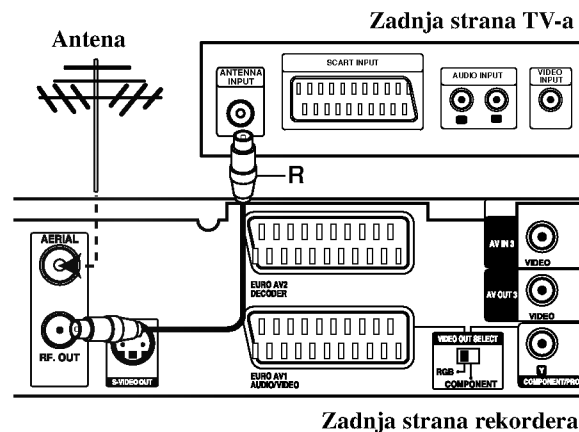 Zadnja strana TV-a
Antena
ANTENNA
INPUT
SCART INPUT
AUDIO INPUT
VIDEO
INPUT
R
AERIAL
AV IN 3
VIDEO
EURO AV2
DECODER
AV OUT 3
VIDEO
RF. OUT
S-VIDEO OUT
EURO AV1
AUDIO/VIDEO
VIDEO OUT SELECT
RGB
COMPONENT
Y
COMPONENT/PRO
Zadnja strana rekordera